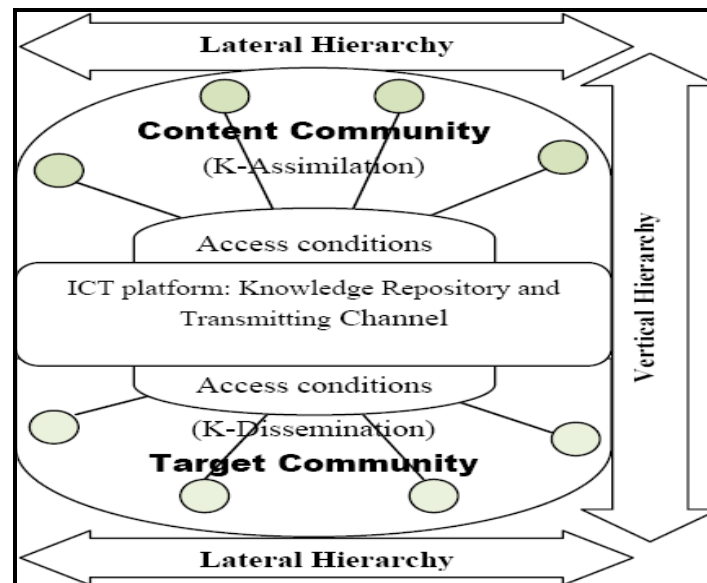 Lateral Hierarchy
Content Community
(K-Assimilation)
Access conditions
ICT platform: Knowledge Repository and
Transmitting Channel
Access conditions
(K-Dissemination)
Target Community
Lateral Hierarchy
Vertical Hierarchy